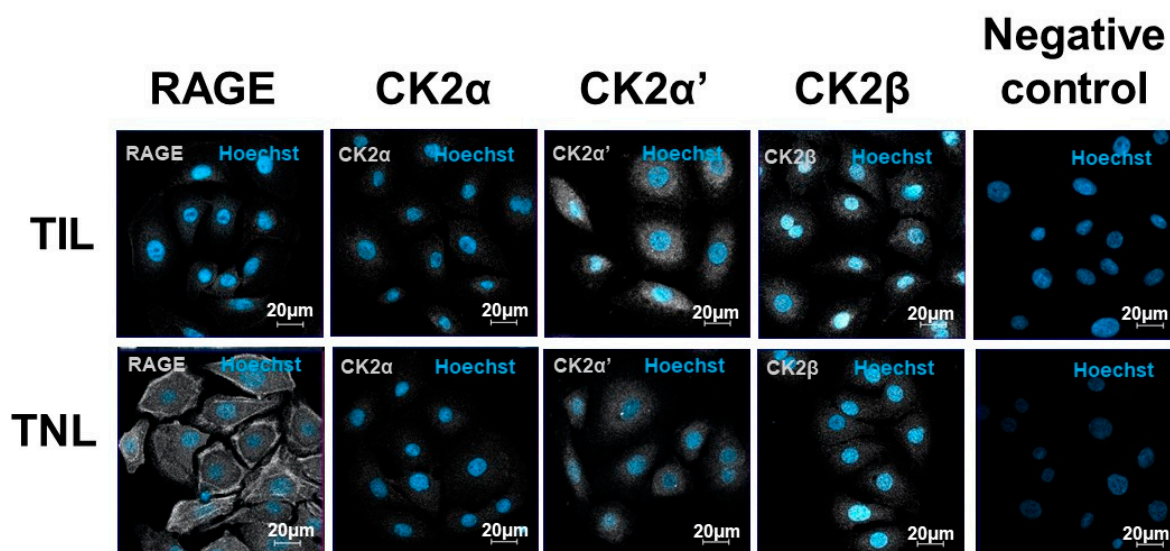 Negative
RAGE CK2α CK2α’ CK2β control
TIL
RAGE Hoechst CK2α Hoechst CK2α’ Hoechst CK2β Hoechst Hoechst
20μm 20μm 20μm 20μm 20μm
TNL
RAGE Hoechst CK2α Hoechst CK2α’ Hoechst CK2β Hoechst Hoechst
20μm 20μm 20μm 20μm 20μm